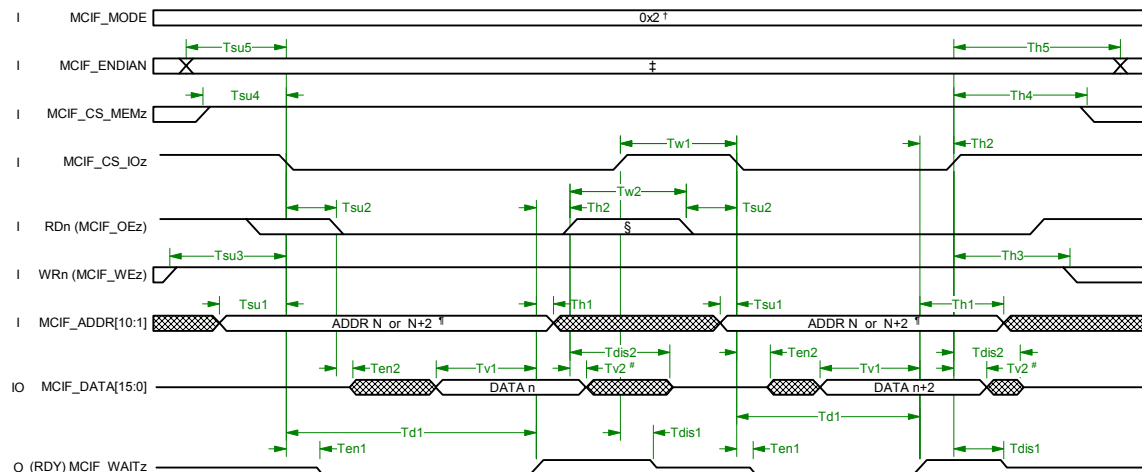 I MCIF_MODE 0x2 †
Tsu5 Th5
I MCIF_ENDIAN ‡
Tsu4 Th4
I MCIF_CS_MEMz
Tw1 Th2
I MCIF_CS_IOz
Tw2
Tsu2 Th2 Tsu2
I RDn (MCIF_OEz) §
Tsu3 Th3
I WRn (MCIF_WEz)
Tsu1 Th1 Tsu1 Th1
I MCIF_ADDR[10:1] ADDR N or N+2 ¶ ADDR N or N+2 ¶
Tdis2 Tdis2
Ten2 Tv1 Tv2 # Ten2 Tv1 Tv2 #
IO MCIF_DATA[15:0] DATA n DATA n+2
Td1 Td1
Ten1 Tdis1 Ten1 Tdis1
O (RDY) MCIF_WAITz